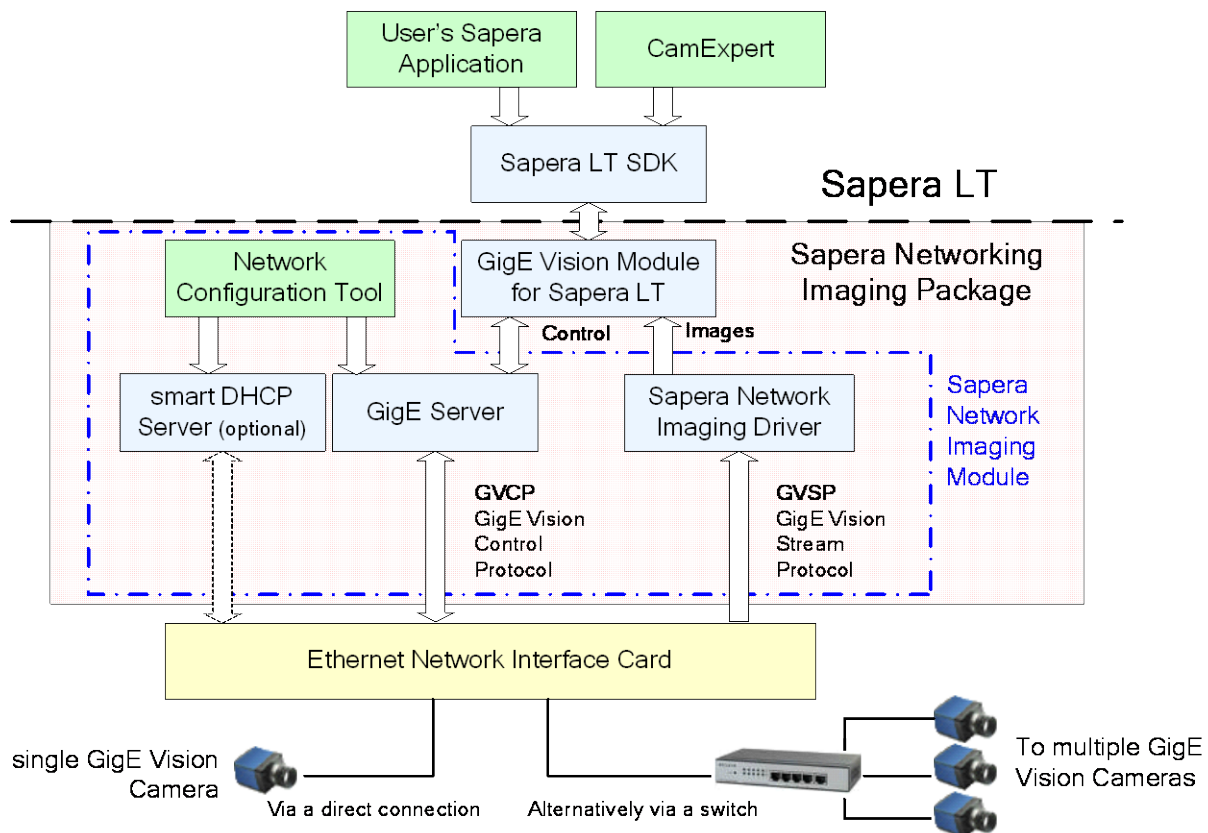 User's Sapera
Application
CamExpert
Sapera LT SDK
Sapera LT
Network
Configuration Tool
GigE Vision Module
for Sapera LT
Sapera Networking
Imaging Package
Control
Images
smart DHCP
Server (optional)
GigE Server
Sapera Network
Imaging Driver
Sapera
Network
Imaging
Module
GVCP
GigE Vision
Control
Protocol
GVSP
GigE Vision
Stream
Protocol
Ethernet Network Interface Card
single GigE Vision
Camera
Via a direct connection
Alternatively via a switch
To multiple GigE
Vision Cameras